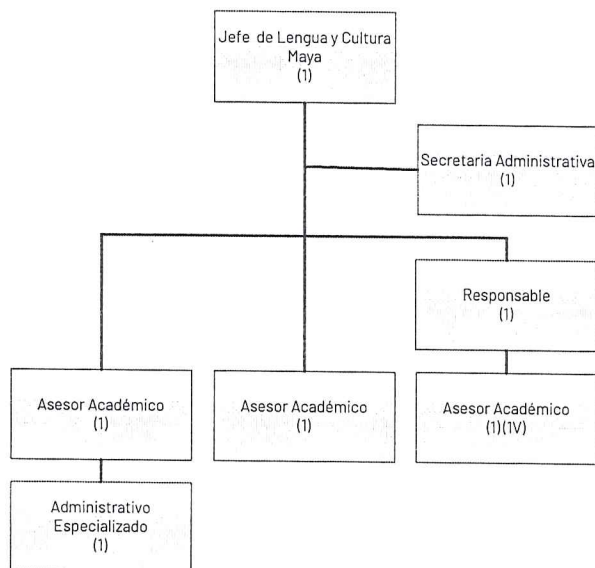 Jefe de Lengua y Cultura
Maya
(1)
Secretaria Administrativa
(1)
Responsable
(1)
Asesor Académico
(1)
Asesor Académico
(1)
Asesor Académico
(1)(1V)
Administrativo
Especializado
(1)